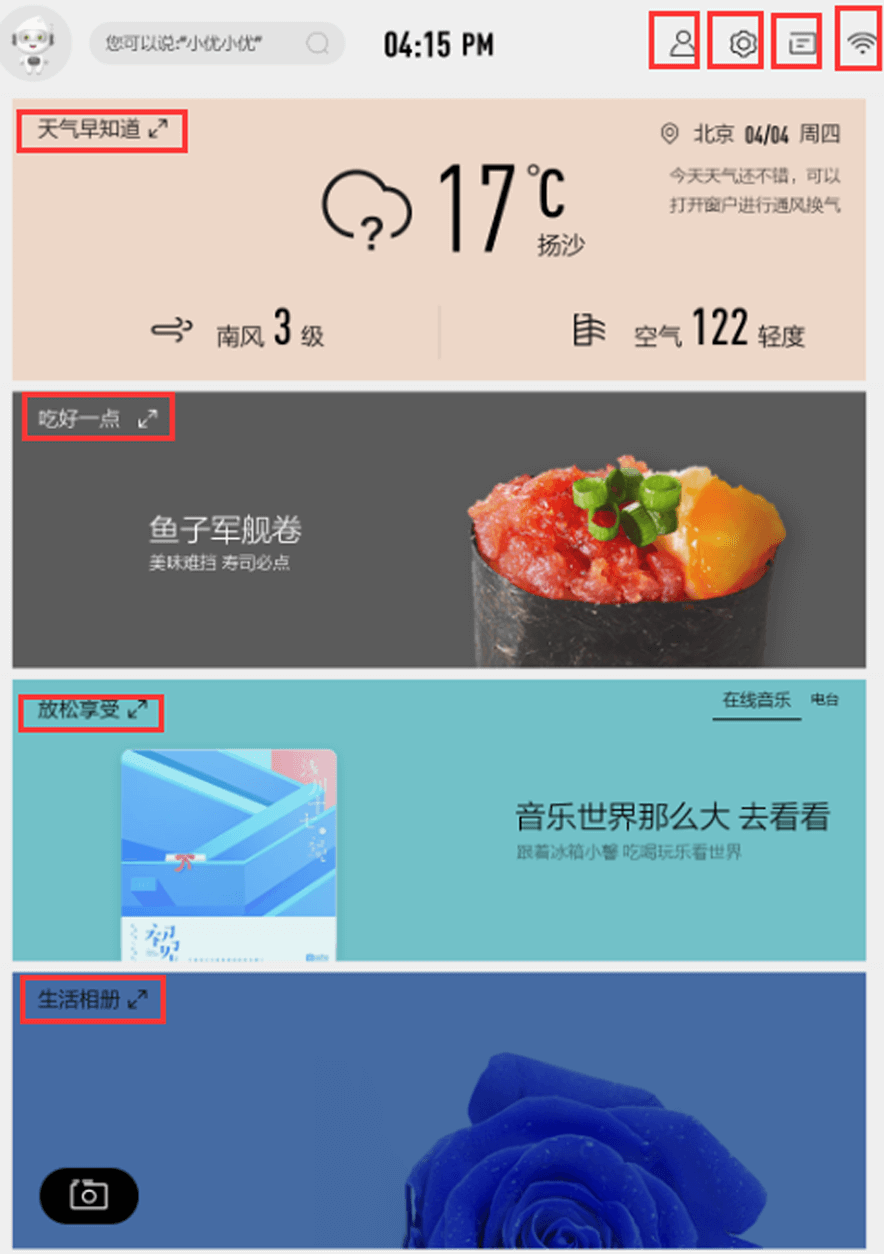 您可以说:"小优小优"
04:15 PM
天气早知道
北京 04/04 周四
今天天气还不错，可以
打开窗户进行通风换气
17℃
扬沙
南风 3 级
空气 122 轻度
吃好一点
鱼子军舰卷
美味难挡 寿司必点
放松享受
在线音乐 电台
音乐世界那么大 去看看
跟着冰箱小馨 吃喝玩乐看世界
生活相册